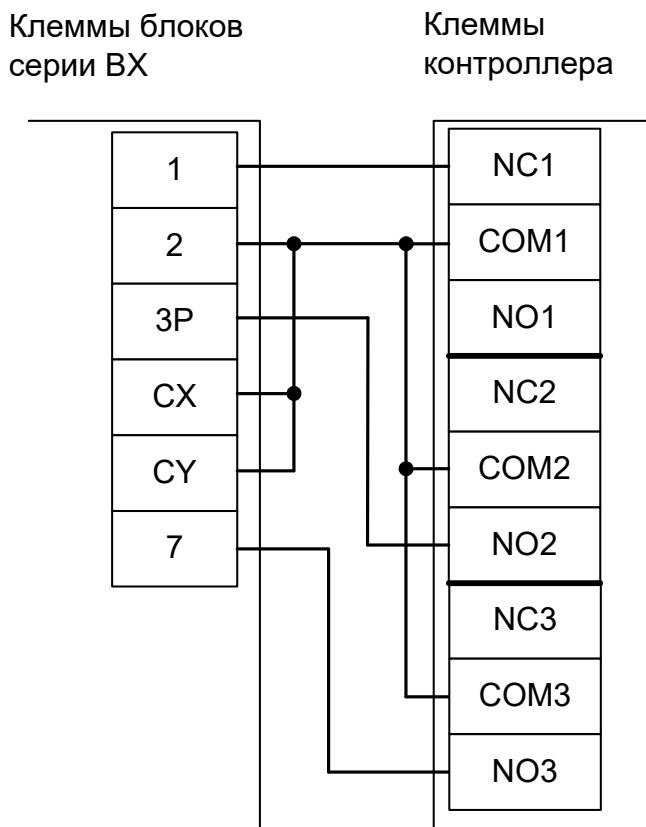 Клеммы блоков
серии BX
Клеммы
контроллера
1
2
3P
CX
CY
7
NC1
COM1
NO1
NC2
COM2
NO2
NC3
COM3
NO3